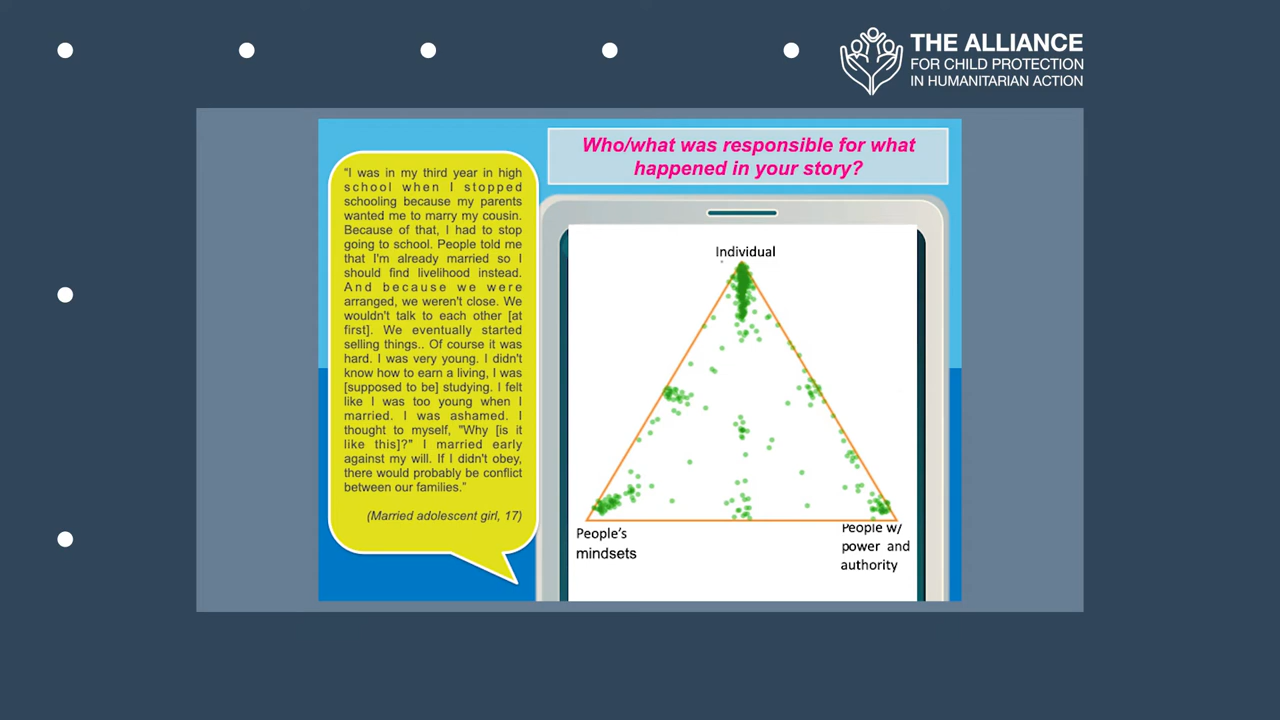 THE ALLIANCE
FOR CHILD PROTECTION
IN HUMANITARIAN ACTION
Who/what was responsible for what
happened in your story?
"I was in my third year in high
school when I stopped
schooling because my parents
wanted me to marry my cousin.
Because of that, I had to stop
going to school. People told me
that I'm already married so I
should find livelihood instead.
And because we were
arranged, we weren't close. We
wouldn't talk to each other [at
first]. We eventually started
selling things.. Of course it was
hard. I was very young. I didn't
know how to earn a living, I was
[supposed to be] studying. I felt
like I was too young when I
married. I was ashamed. I
thought to myself, "Why [is it
like this]?" I married early
against my will. If I didn't obey,
there would probably be conflict
between our families."
(Married adolescent girl, 17)
Individual
People's
mindsets
People w/
power and
authority